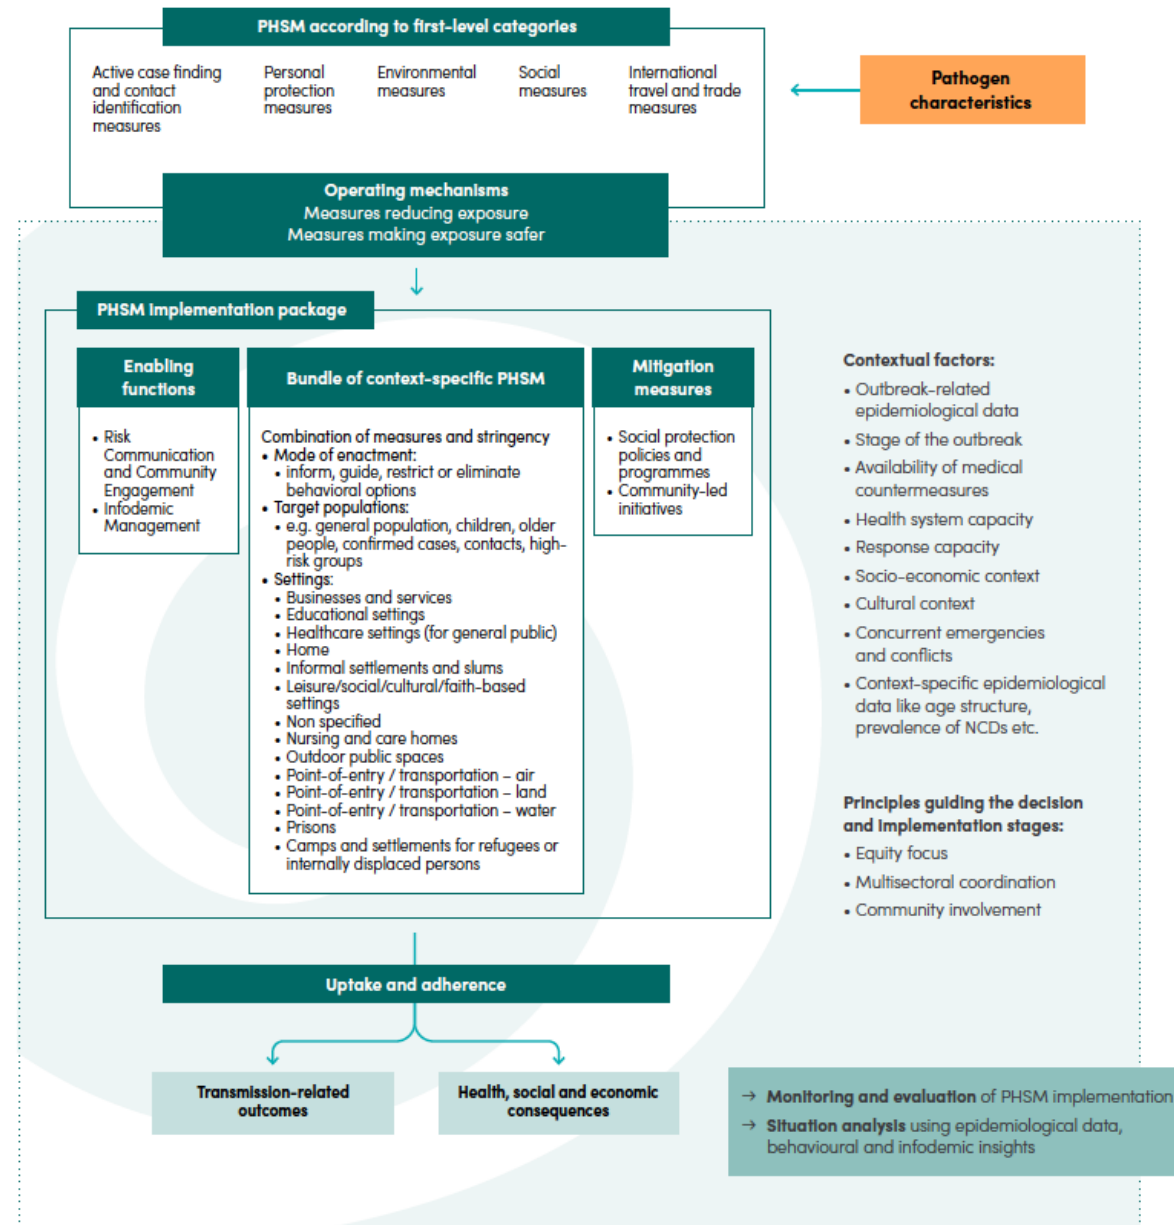 PHSM according to first-level categories
Active case finding
and contact
identification
measures
Personal
protection
measures
Environmental
measures
Social
measures
International
travel and trade
measures
Pathogen
characteristics
Operating mechanisms
Measures reducing exposure
Measures making exposure safer
PHSM implementation package
Enabling
functions
• Risk
Communication
and Community
Engagement
• Infodemic
Management
Bundle of context-specific PHSM
Combination of measures and stringency
• Mode of enactment:
• inform, guide, restrict or eliminate
behavioral options
• Target populations:
• e.g. general population, children, older
people, confirmed cases, contacts, high-
risk groups
• Settings:
• Businesses and services
• Educational settings
• Healthcare settings (for general public)
• Home
• Informal settlements and slums
• Leisure/social/cultural/faith-based
settings
• Non specified
• Nursing and care homes
• Outdoor public spaces
• Point-of-entry / transportation – air
• Point-of-entry / transportation – land
• Point-of-entry / transportation – water
• Prisons
• Camps and settlements for refugees or
internally displaced persons
Mitigation
measures
• Social protection
policies and
programmes
• Community-led
initiatives
Contextual factors:
• Outbreak-related
epidemiological data
• Stage of the outbreak
• Availability of medical
countermeasures
• Health system capacity
• Response capacity
• Socio-economic context
• Cultural context
• Concurrent emergencies
and conflicts
• Context-specific epidemiological
data like age structure,
prevalence of NCDs etc.
Principles guiding the decision
and implementation stages:
• Equity focus
• Multisectoral coordination
• Community involvement
Uptake and adherence
Transmission-related
outcomes
Health, social and economic
consequences
→ Monitoring and evaluation of PHSM implementation
→ Situation analysis using epidemiological data,
behavioural and infodemic insights